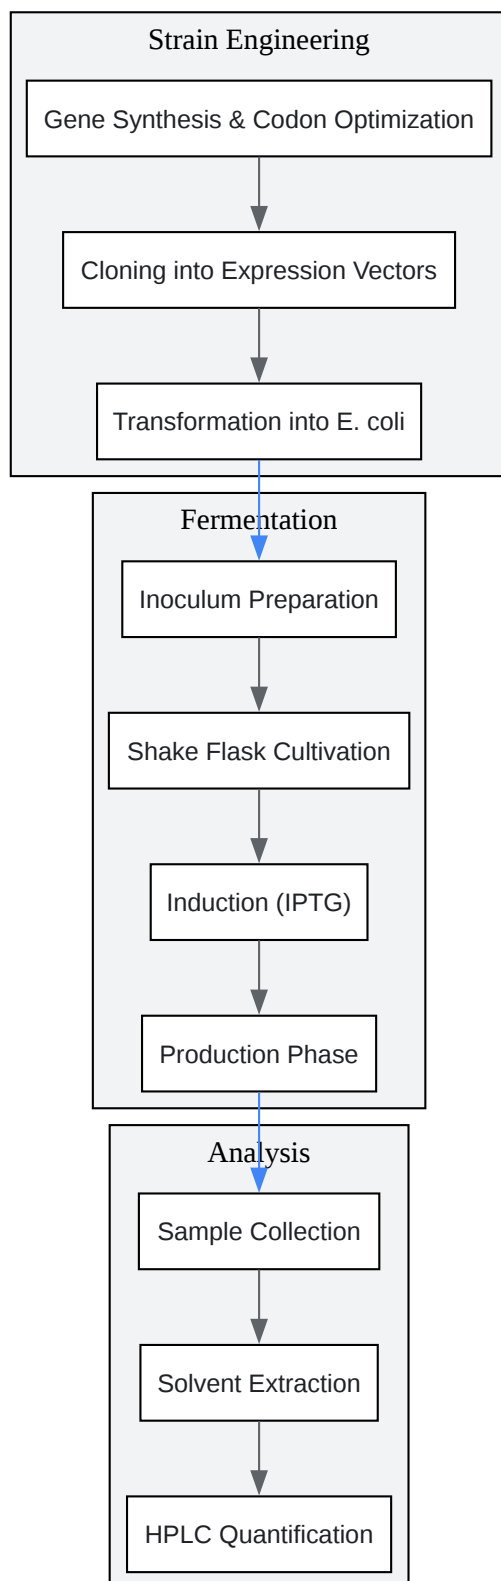 Strain Engineering
Gene Synthesis & Codon Optimization
Cloning into Expression Vectors
Transformation into E. coli
Fermentation
Inoculum Preparation
Shake Flask Cultivation
Induction (IPTG)
Production Phase
Analysis
Sample Collection
Solvent Extraction
HPLC Quantification